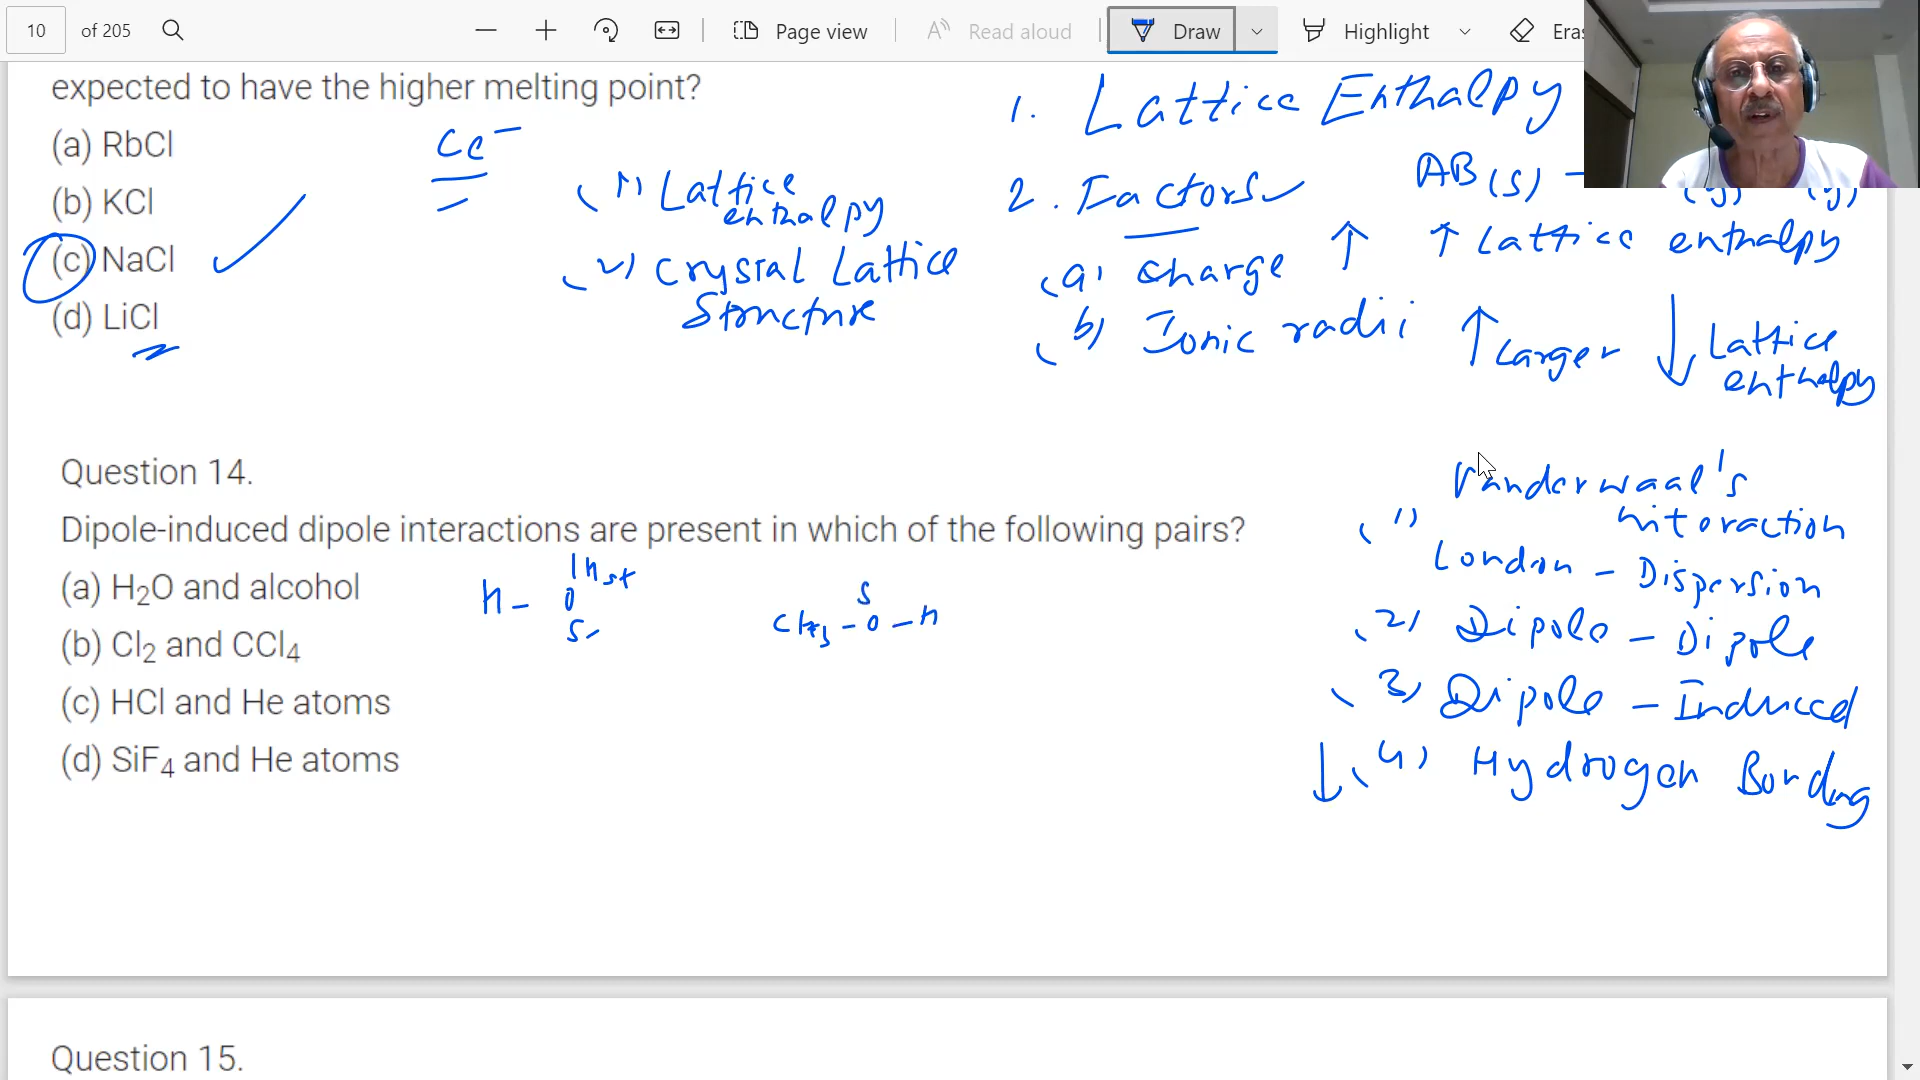 10 of 205 Page view Read aloud Draw Highlight Eras
expected to have the higher melting point?
(a) RbCl
(b) KCl
(c) NaCl
(d) LiCl
Cl⁻
(1) Lattice
enthalpy
(2) Crystal Lattice
Structure
1. Lattice Enthalpy
AB(s) –
2. Factors
(a) Charge ↑ ↑ Lattice enthalpy
(b) Ionic radii ↑ Larger ↓ Lattice
enthalpy
Question 14.
Dipole-induced dipole interactions are present in which of the following pairs?
(a) H₂O and alcohol
(b) Cl₂ and CCl₄
(c) HCl and He atoms
(d) SiF₄ and He atoms
CH₃ – O – H
Vanderwaal's
interaction
(1) London – Dispersion
(2) Dipole – Dipole
(3) Dipole – Induced
(4) Hydrogen Bonding
Question 15.